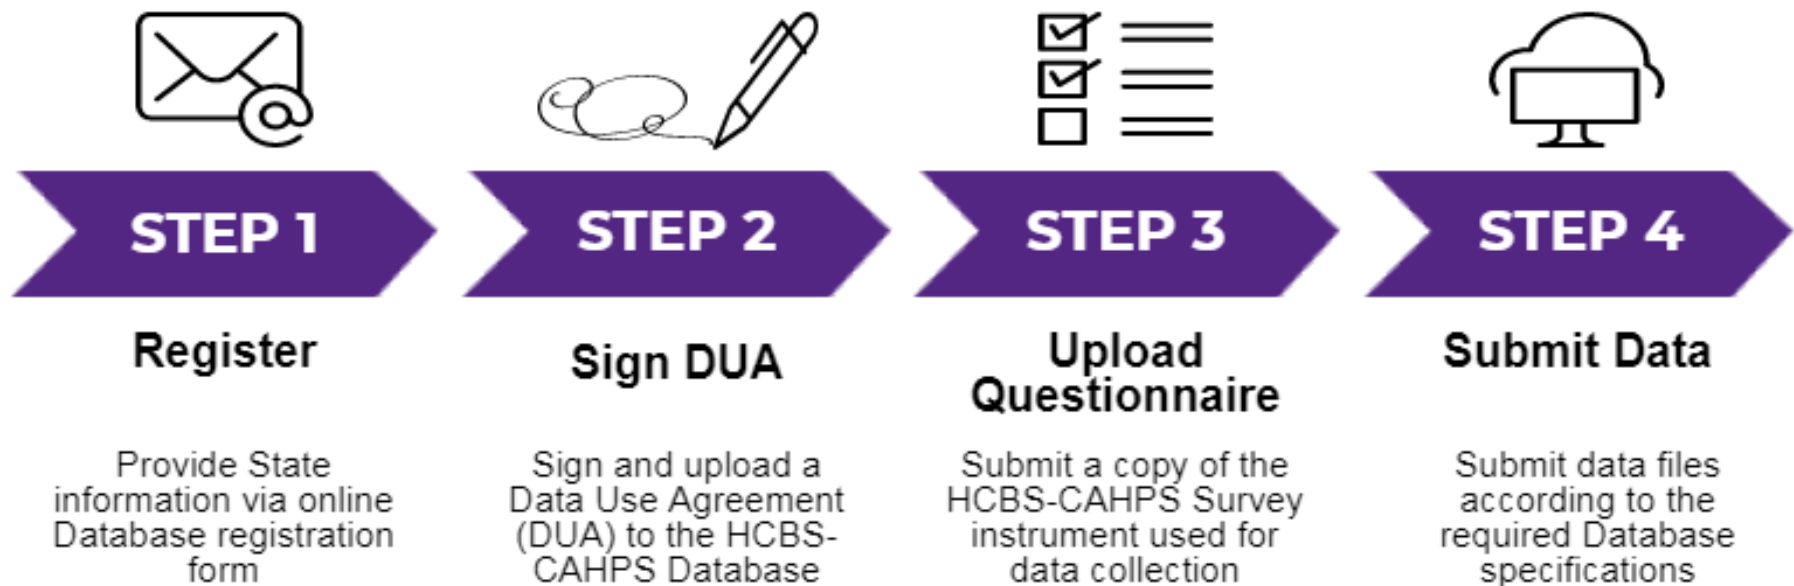 STEP 1
Register
Provide State
information via online
Database registration
form
STEP 2
Sign DUA
Sign and upload a
Data Use Agreement
(DUA) to the HCBS-
CAHPS Database
STEP 3
Upload
Questionnaire
Submit a copy of the
HCBS-CAHPS Survey
instrument used for
data collection
STEP 4
Submit Data
Submit data files
according to the
required Database
specifications